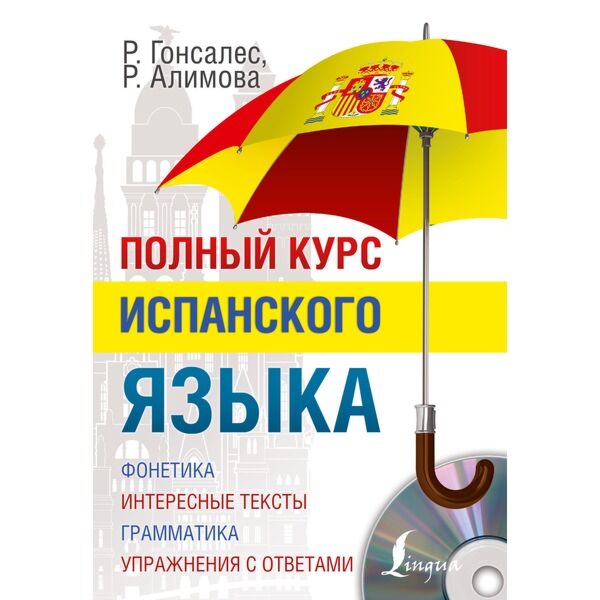 Р. Гонсалес,
Р. Алимова
ПОЛНЫЙ КУРС
ИСПАНСКОГО
ЯЗЫКА
ФОНЕТИКА
ИНТЕРЕСНЫЕ ТЕКСТЫ
ГРАММАТИКА
УПРАЖНЕНИЯ С ОТВЕТАМИ
Lingua